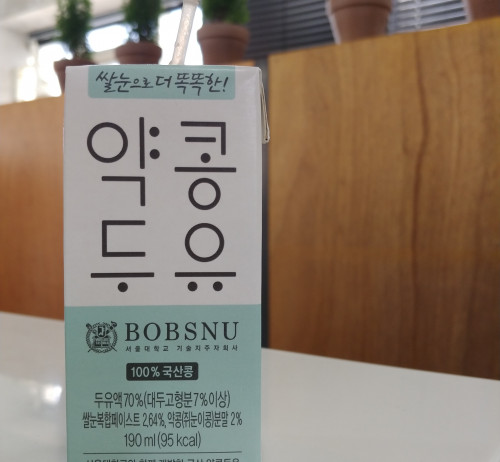 쌀눈으로 더 똑똑한!
약콩
두유
BOBSNU
서울대학교 기술지주자회사
100% 국산콩
두유액 70%(대두고형분 7% 이상)
쌀눈복합페이스트 2.64%, 약콩(쥐눈이콩)분말 2%
190 ml (95 kcal)